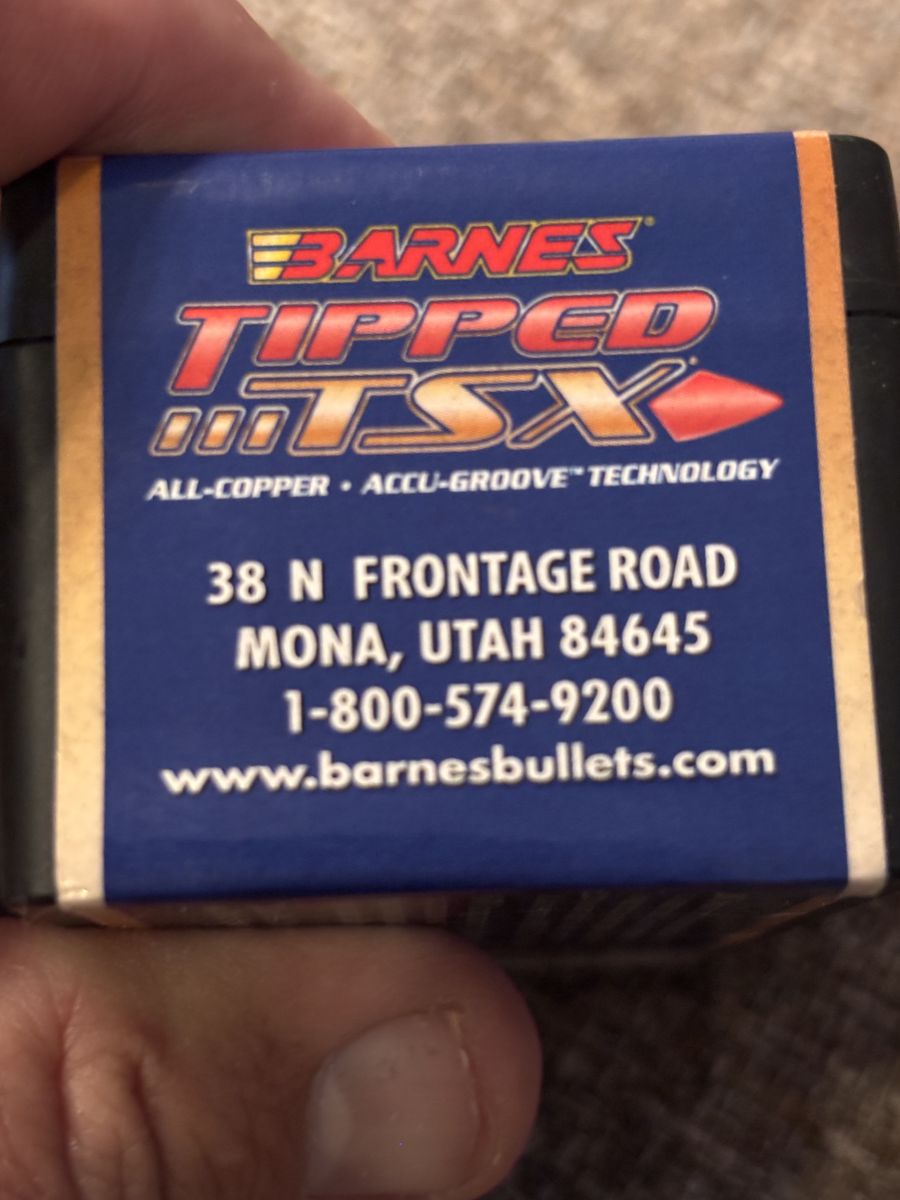 BARNES®
TIPPED
TSX®
ALL-COPPER • ACCU-GROOVE™ TECHNOLOGY
38 N FRONTAGE ROAD
MONA, UTAH 84645
1-800-574-9200
www.barnesbullets.com